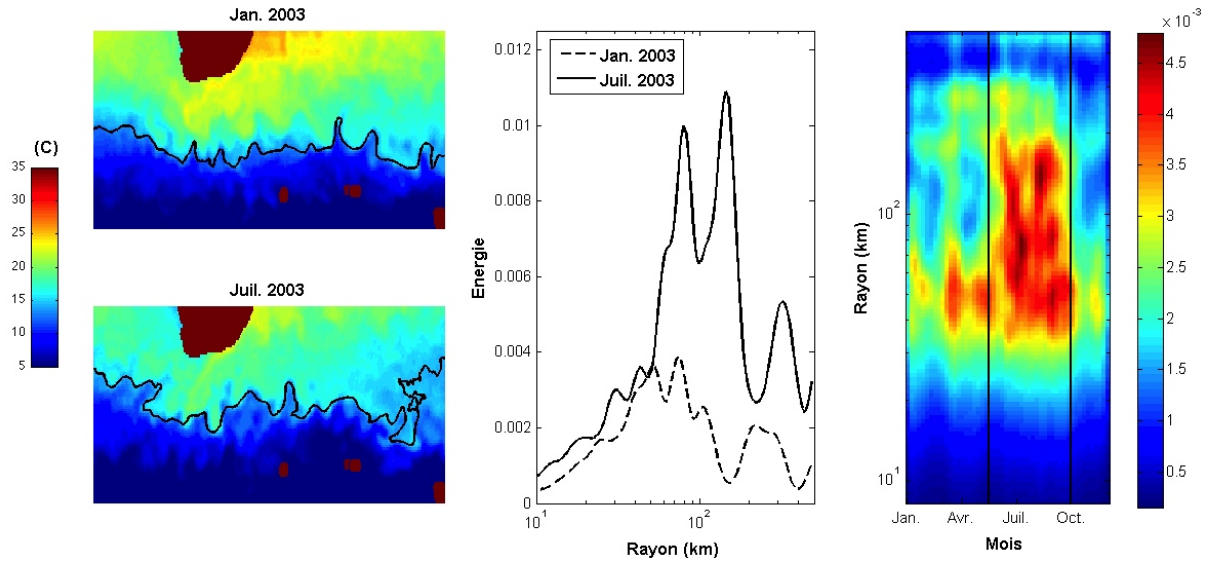 Jan. 2003
(C)
35
30
25
20
15
10
5
Juil. 2003
0.012
0.01
0.008
0.006
0.004
0.002
0
Energie
Jan. 2003
Juil. 2003
10^1
10^2
Rayon (km)
10^2
10^1
Rayon (km)
Jan.
Avr.
Juil.
Oct.
Mois
x 10^-3
4.5
4
3.5
3
2.5
2
1.5
1
0.5